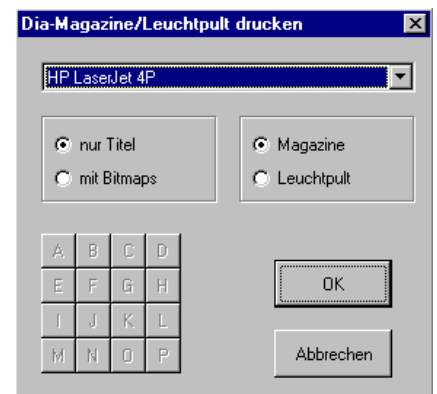 Dia-Magazine/Leuchtpult drucken
HP LaserJet 4P
nur Titel
mit Bitmaps
Magazine
Leuchtpult
A B C D
E F G H
I J K L
M N O P
OK
Abbrechen